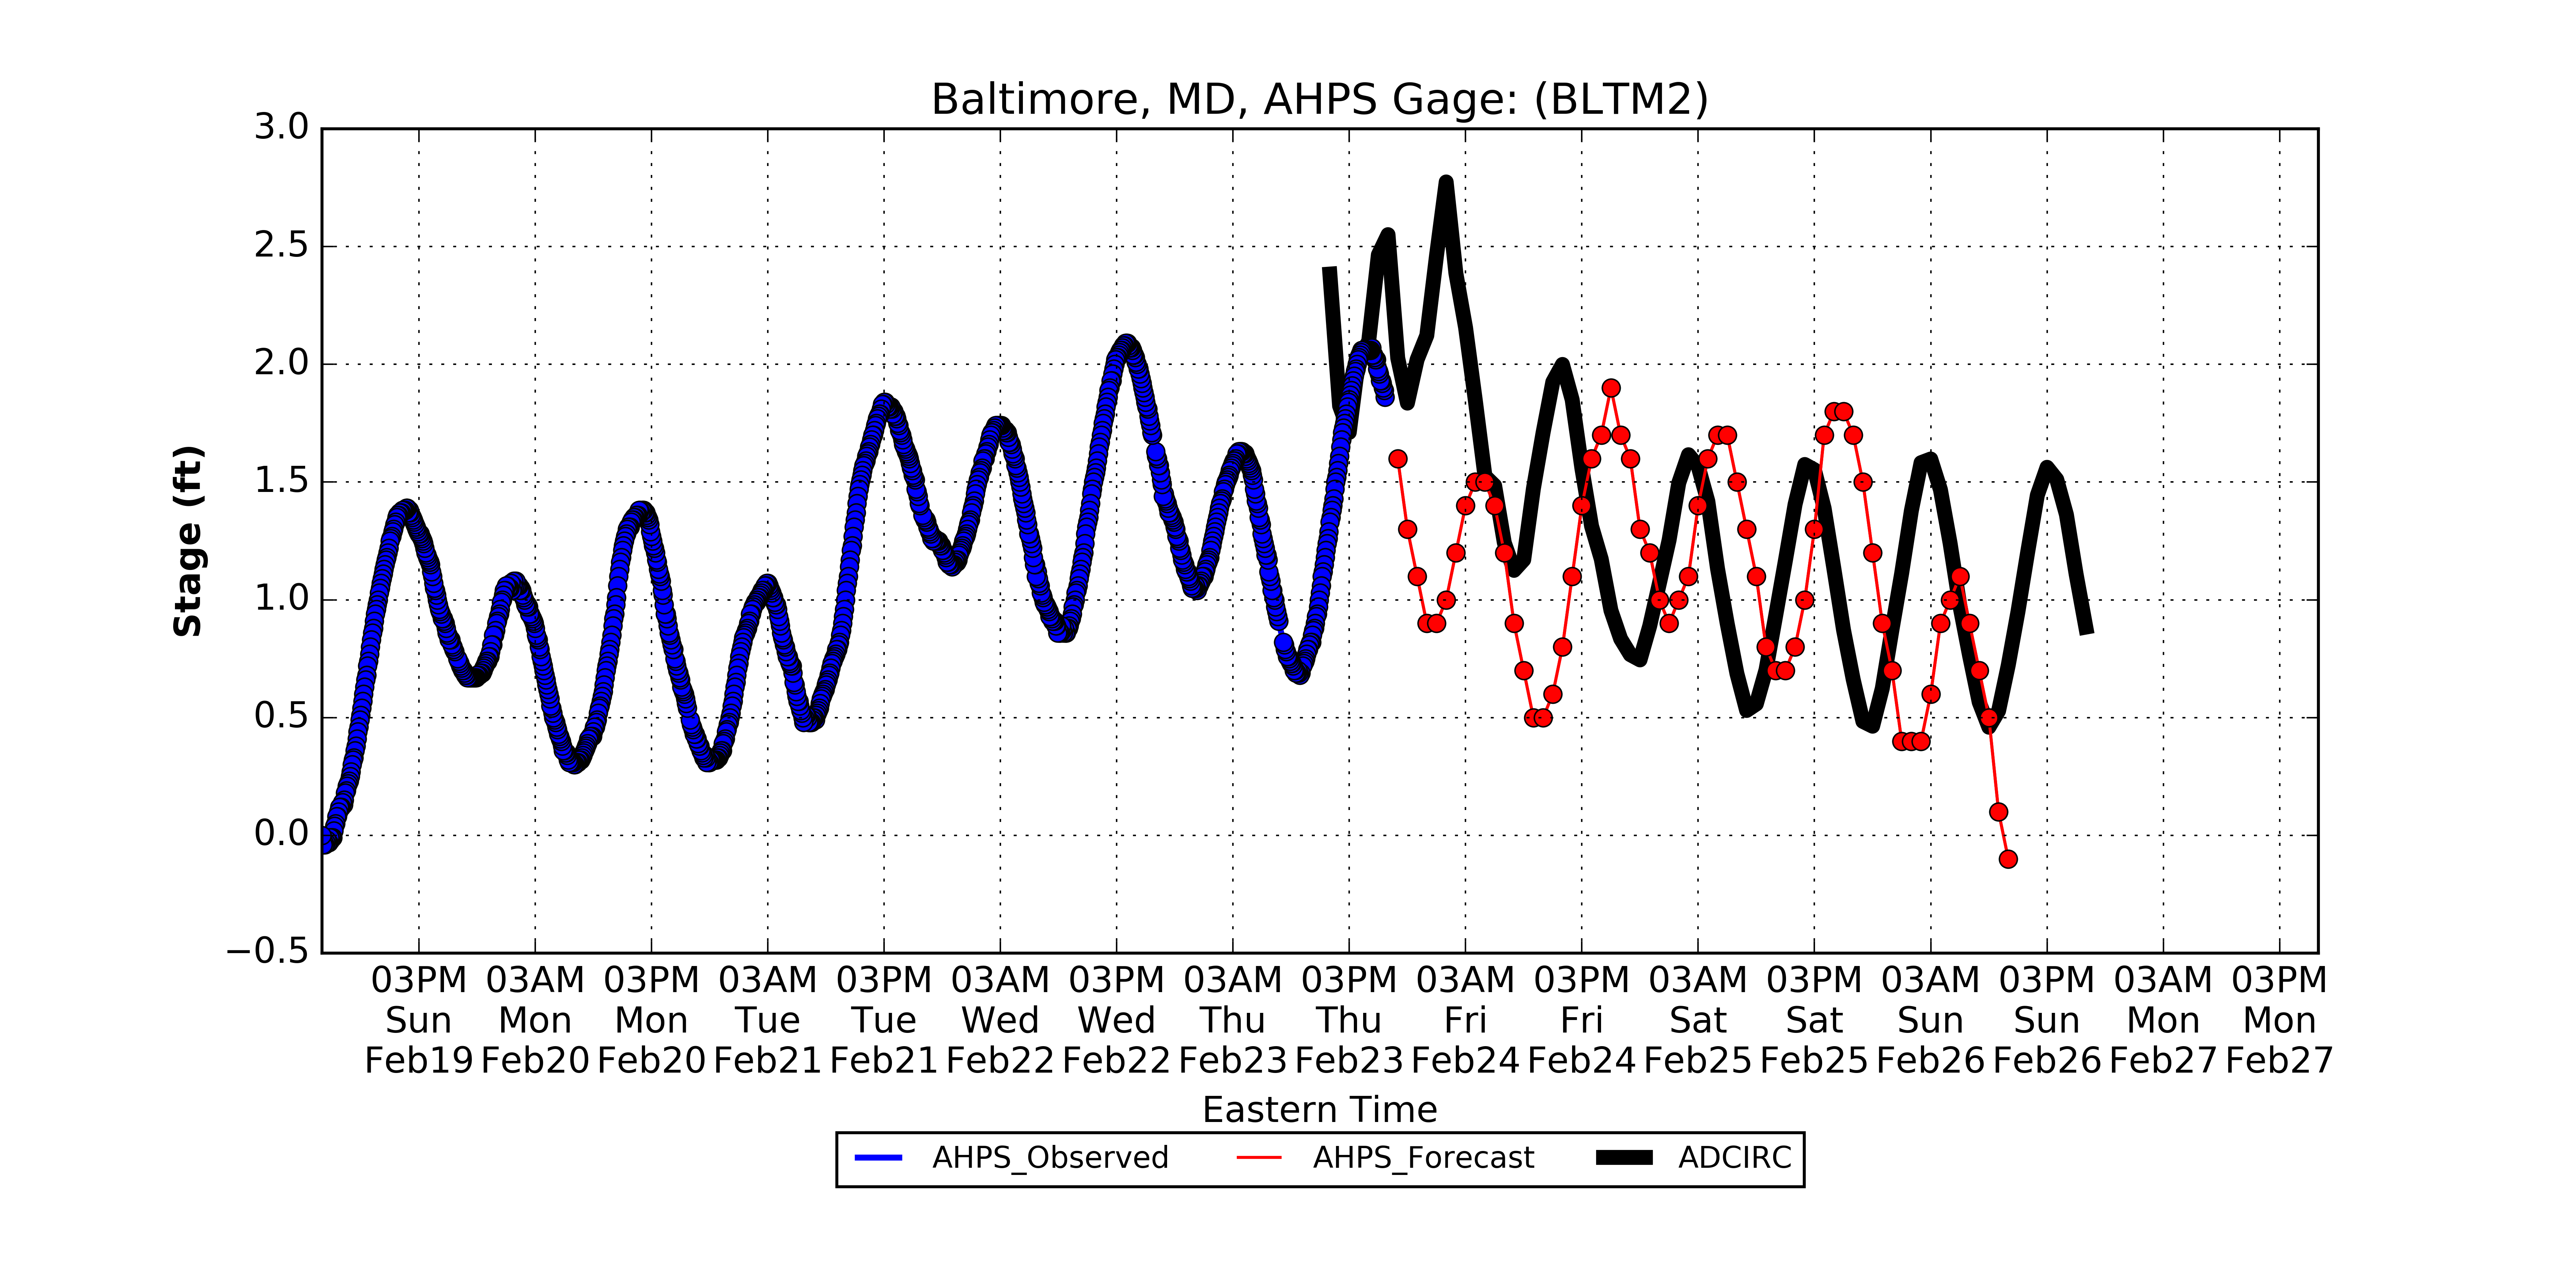 Baltimore, MD, AHPS Gage: (BLTM2)
3.0
2.5
2.0
1.5
1.0
0.5
0.0
−0.5
Stage (ft)
03PM 03AM 03PM 03AM 03PM 03AM 03PM 03AM 03PM 03AM 03PM 03AM 03PM 03AM 03PM 03AM 03PM
Sun Mon Mon Tue Tue Wed Wed Thu Thu Fri Fri Sat Sat Sun Sun Mon Mon
Feb19 Feb20 Feb20 Feb21 Feb21 Feb22 Feb22 Feb23 Feb23 Feb24 Feb24 Feb25 Feb25 Feb26 Feb26 Feb27 Feb27
Eastern Time
AHPS_Observed AHPS_Forecast ADCIRC